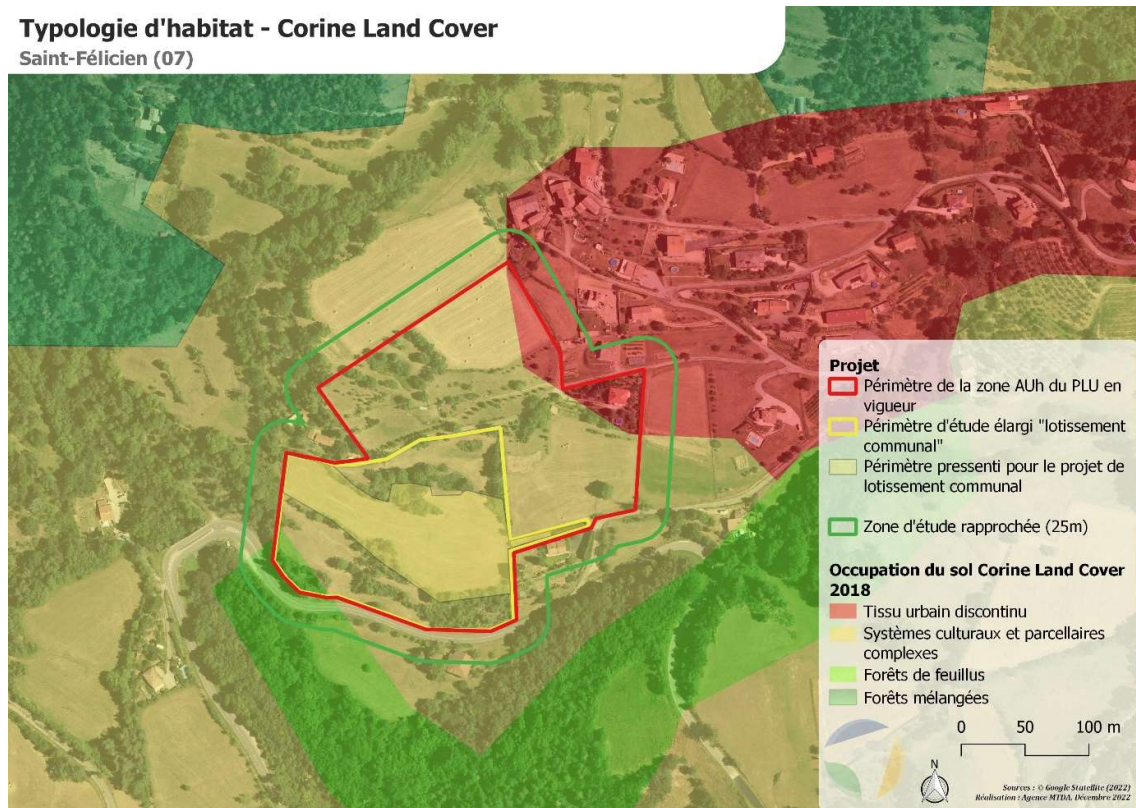 Typologie d'habitat - Corine Land Cover
Saint-Félicien (07)
Projet
Périmètre de la zone AUh du PLU en
vigueur
Périmètre d'étude élargi "lotissement
communal"
Périmètre pressenti pour le projet de
lotissement communal
Zone d'étude rapprochée (25m)
Occupation du sol Corine Land Cover
2018
Tissu urbain discontinu
Systèmes culturaux et parcellaires
complexes
Forêts de feuillus
Forêts mélangées
0 50 100 m
N
Sources : © Google Statellite (2022)
Réalisation : Agence MTDA, Décembre 2022